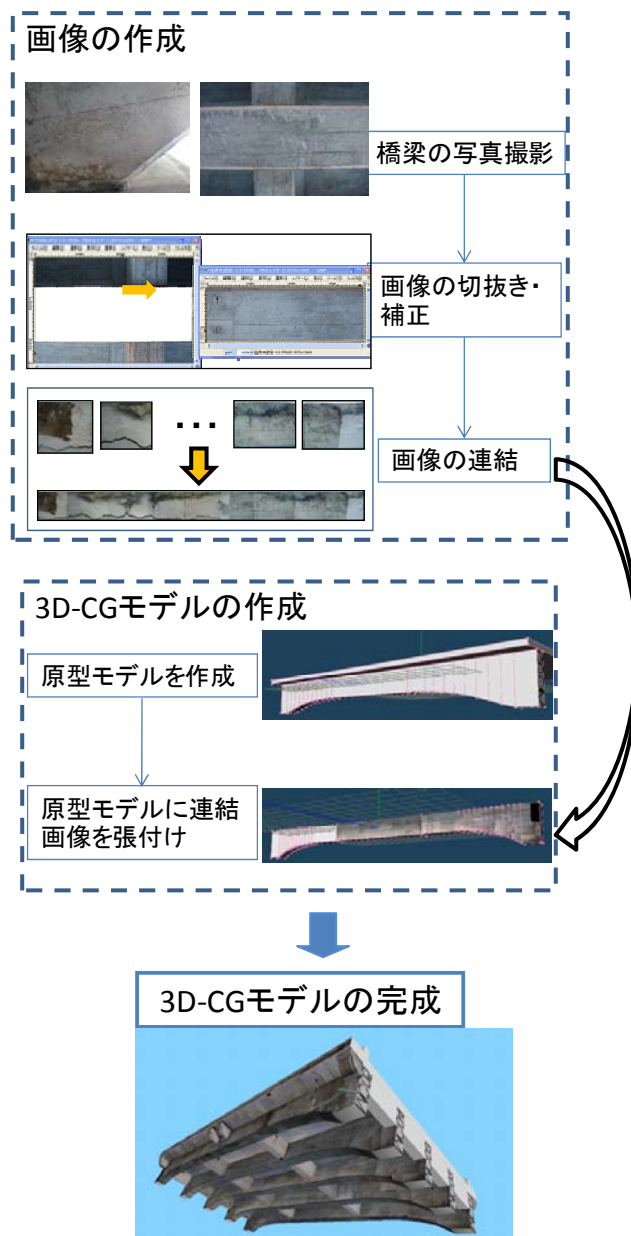 画像の作成
橋梁の写真撮影
画像の切抜き・
補正
・・・
画像の連結
3D-CGモデルの作成
原型モデルを作成
原型モデルに連結
画像を張付け
3D-CGモデルの完成